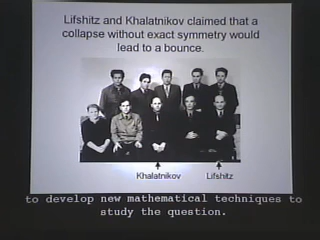 Lifshitz and Khalatnikov claimed that a
collapse without exact symmetry would
lead to a bounce.
Khalatnikov
Lifshitz
to develop new mathematical techniques to
study the question.